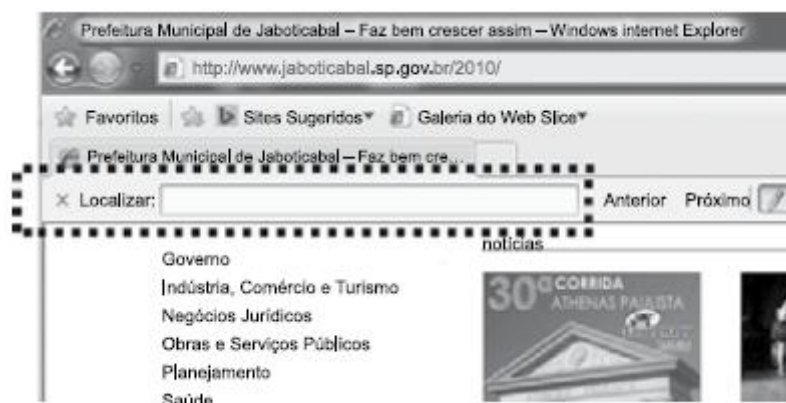 Prefeitura Municipal de Jaboticabal – Faz bem crescer assim – Windows internet Explorer
http://www.jaboticabal.sp.gov.br/2010/
Favoritos Sites Sugeridos Galeria do Web Slice
Prefeitura Municipal de Jaboticabal – Faz bem cre...
× Localizar: Anterior Próximo
notícias
Governo
Indústria, Comércio e Turismo
Negócios Jurídicos
Obras e Serviços Públicos
Planejamento
Saúde
30ª CORRIDA
ATHENAS PAULISTA